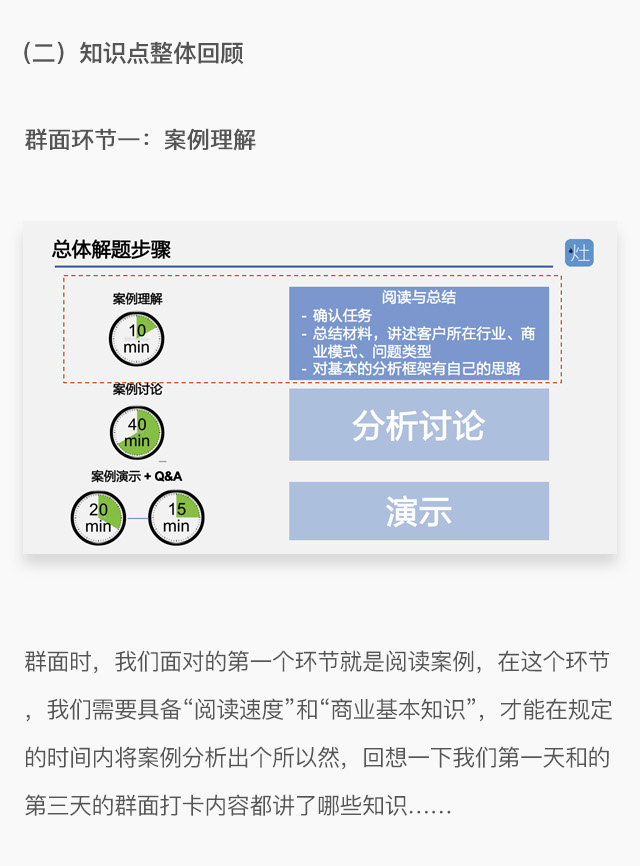 （二）知识点整体回顾
群面环节一：案例理解
总体解题步骤
灶
案例理解
10
min
阅读与总结
- 确认任务
- 总结材料，讲述客户所在行业、商
业模式、问题类型
- 对基本的分析框架有自己的思路
案例讨论
40
min
分析讨论
案例演示 + Q&A
20
min
15
min
演示
群面时，我们面对的第一个环节就是阅读案例，在这个环节
，我们需要具备“阅读速度”和“商业基本知识”，才能在规定
的时间内将案例分析出个所以然，回想一下我们第一天和的
第三天的群面打卡内容都讲了哪些知识……